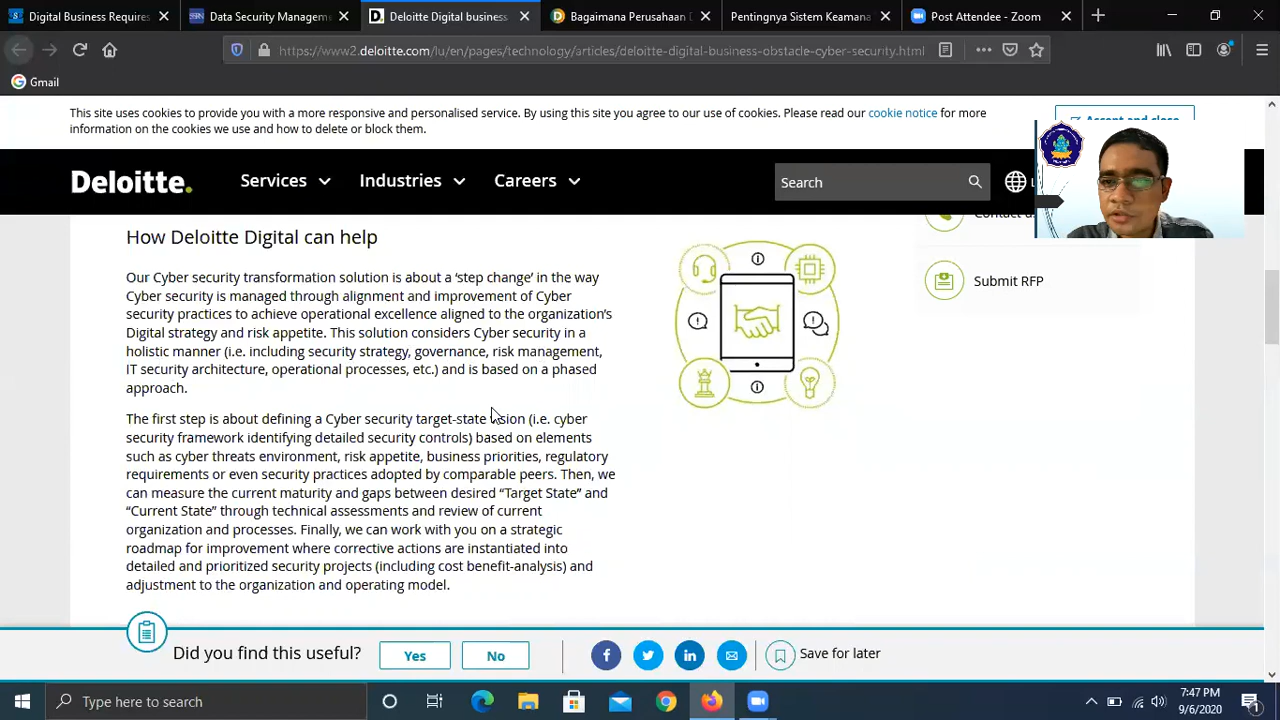 Digital Business Requires
Data Security Managem
Deloitte Digital business
Bagaimana Perusahaan D
Pentingnya Sistem Keamana
Post Attendee - Zoom
https://www2.deloitte.com/lu/en/pages/technology/articles/deloitte-digital-business-obstacle-cyber-security.html
Gmail
This site uses cookies to provide you with a more responsive and personalised service. By using this site you agree to our use of cookies. Please read our cookie notice for more
information on the cookies we use and how to delete or block them.
Accept and close
Deloitte.
Services
Industries
Careers
Search
L
Contact us
How Deloitte Digital can help
Submit RFP
Our Cyber security transformation solution is about a ‘step change’ in the way
Cyber security is managed through alignment and improvement of Cyber
security practices to achieve operational excellence aligned to the organization’s
Digital strategy and risk appetite. This solution considers Cyber security in a
holistic manner (i.e. including security strategy, governance, risk management,
IT security architecture, operational processes, etc.) and is based on a phased
approach.
The first step is about defining a Cyber security target-state vision (i.e. cyber
security framework identifying detailed security controls) based on elements
such as cyber threats environment, risk appetite, business priorities, regulatory
requirements or even security practices adopted by comparable peers. Then, we
can measure the current maturity and gaps between desired “Target State” and
“Current State” through technical assessments and review of current
organization and processes. Finally, we can work with you on a strategic
roadmap for improvement where corrective actions are instantiated into
detailed and prioritized security projects (including cost benefit-analysis) and
adjustment to the organization and operating model.
Did you find this useful?
Yes
No
Save for later
Type here to search
7:47 PM
9/6/2020
1